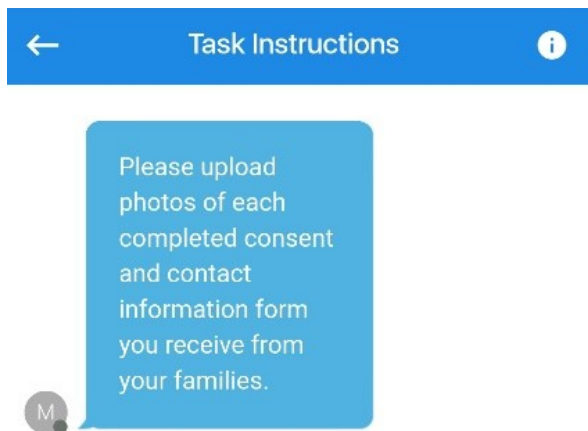 Task Instructions
Please upload
photos of each
completed consent
and contact
information form
you receive from
your families.
M